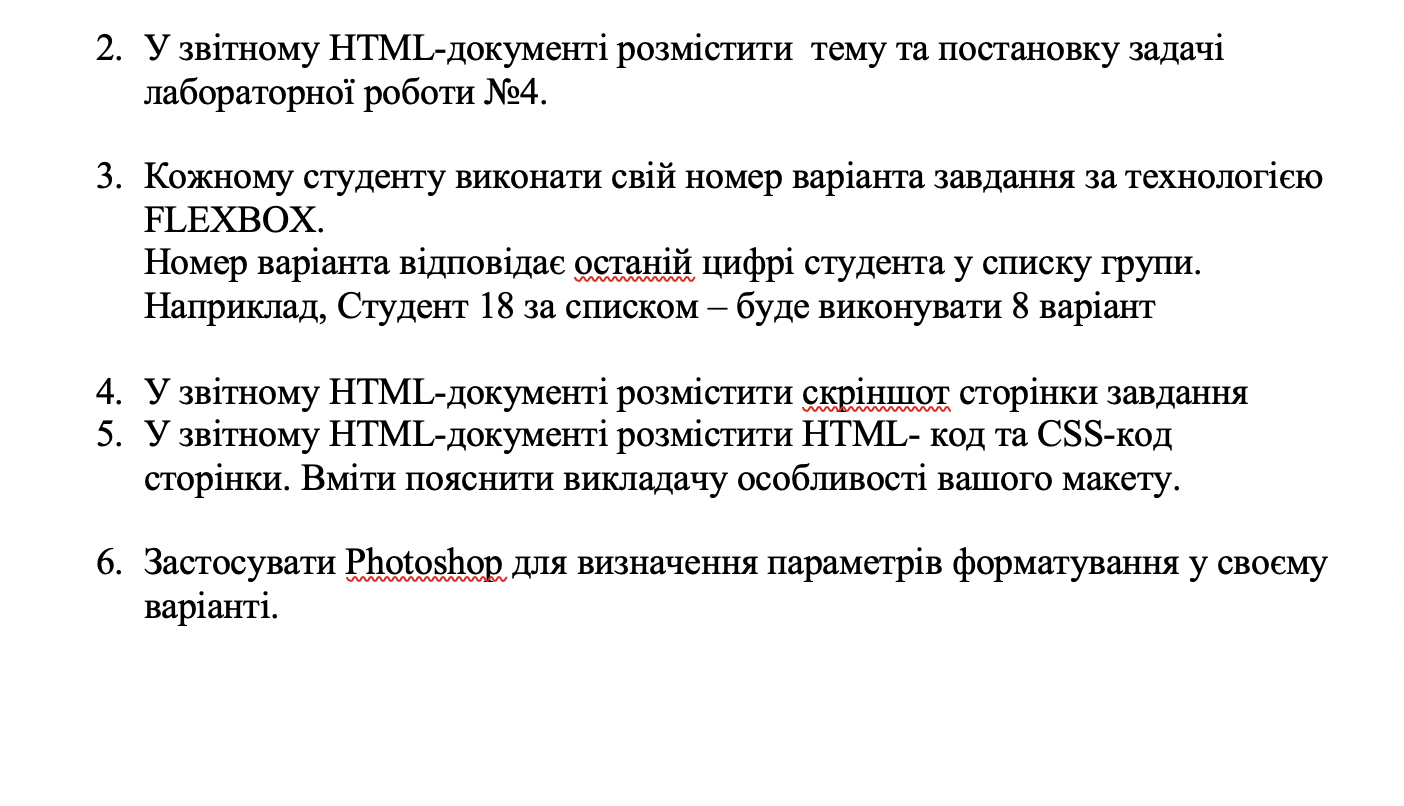 2. У звітному HTML-документі розмістити  тему та постановку задачі
лабораторної роботи №4.
3. Кожному студенту виконати свій номер варіанта завдання за технологією
FLEXBOX.
Номер варіанта відповідає останій цифрі студента у списку групи.
Наприклад, Студент 18 за списком – буде виконувати 8 варіант
4. У звітному HTML-документі розмістити скріншот сторінки завдання
5. У звітному HTML-документі розмістити HTML- код та CSS-код
сторінки. Вміти пояснити викладачу особливості вашого макету.
6. Застосувати Photoshop для визначення параметрів форматування у своєму
варіанті.